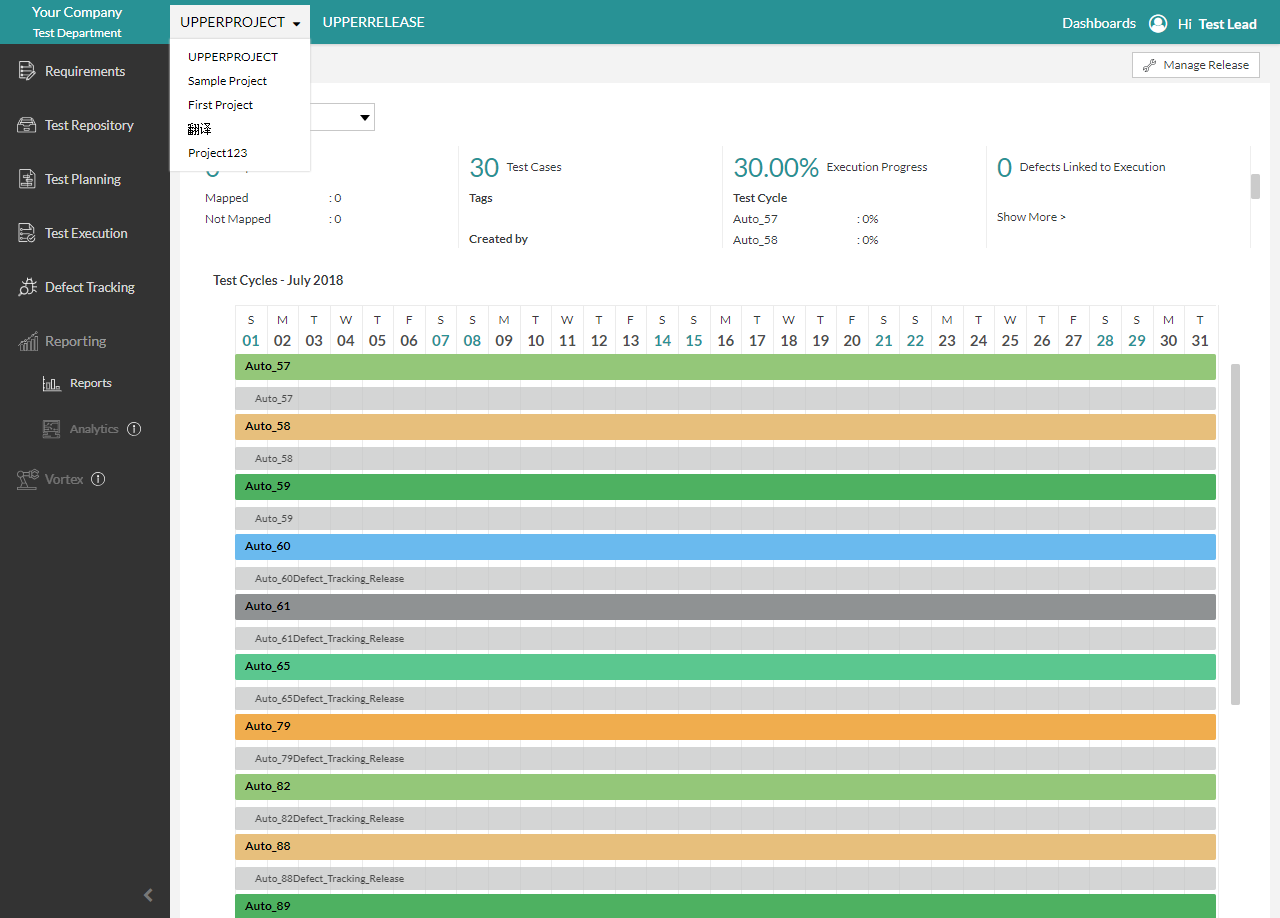 Your Company
Test Department
UPPERPROJECT
UPPERRELEASE
Dashboards
Hi Test Lead
UPPERPROJECT
Sample Project
First Project
翻译
Project123
Requirements
Test Repository
Test Planning
Test Execution
Defect Tracking
Reporting
Reports
Analytics
Vortex
Manage Release
Mapped : 0
Not Mapped : 0
30 Test Cases
Tags
Created by
30.00% Execution Progress
Test Cycle
Auto_57 : 0%
Auto_58 : 0%
0 Defects Linked to Execution
Show More >
Test Cycles - July 2018
S M T W T F S S M T W T F S S M T W T F S S M T W T F S S M T
01 02 03 04 05 06 07 08 09 10 11 12 13 14 15 16 17 18 19 20 21 22 23 24 25 26 27 28 29 30 31
Auto_57
Auto_57
Auto_58
Auto_58
Auto_59
Auto_59
Auto_60
Auto_60Defect_Tracking_Release
Auto_61
Auto_61Defect_Tracking_Release
Auto_65
Auto_65Defect_Tracking_Release
Auto_79
Auto_79Defect_Tracking_Release
Auto_82
Auto_82Defect_Tracking_Release
Auto_88
Auto_88Defect_Tracking_Release
Auto_89